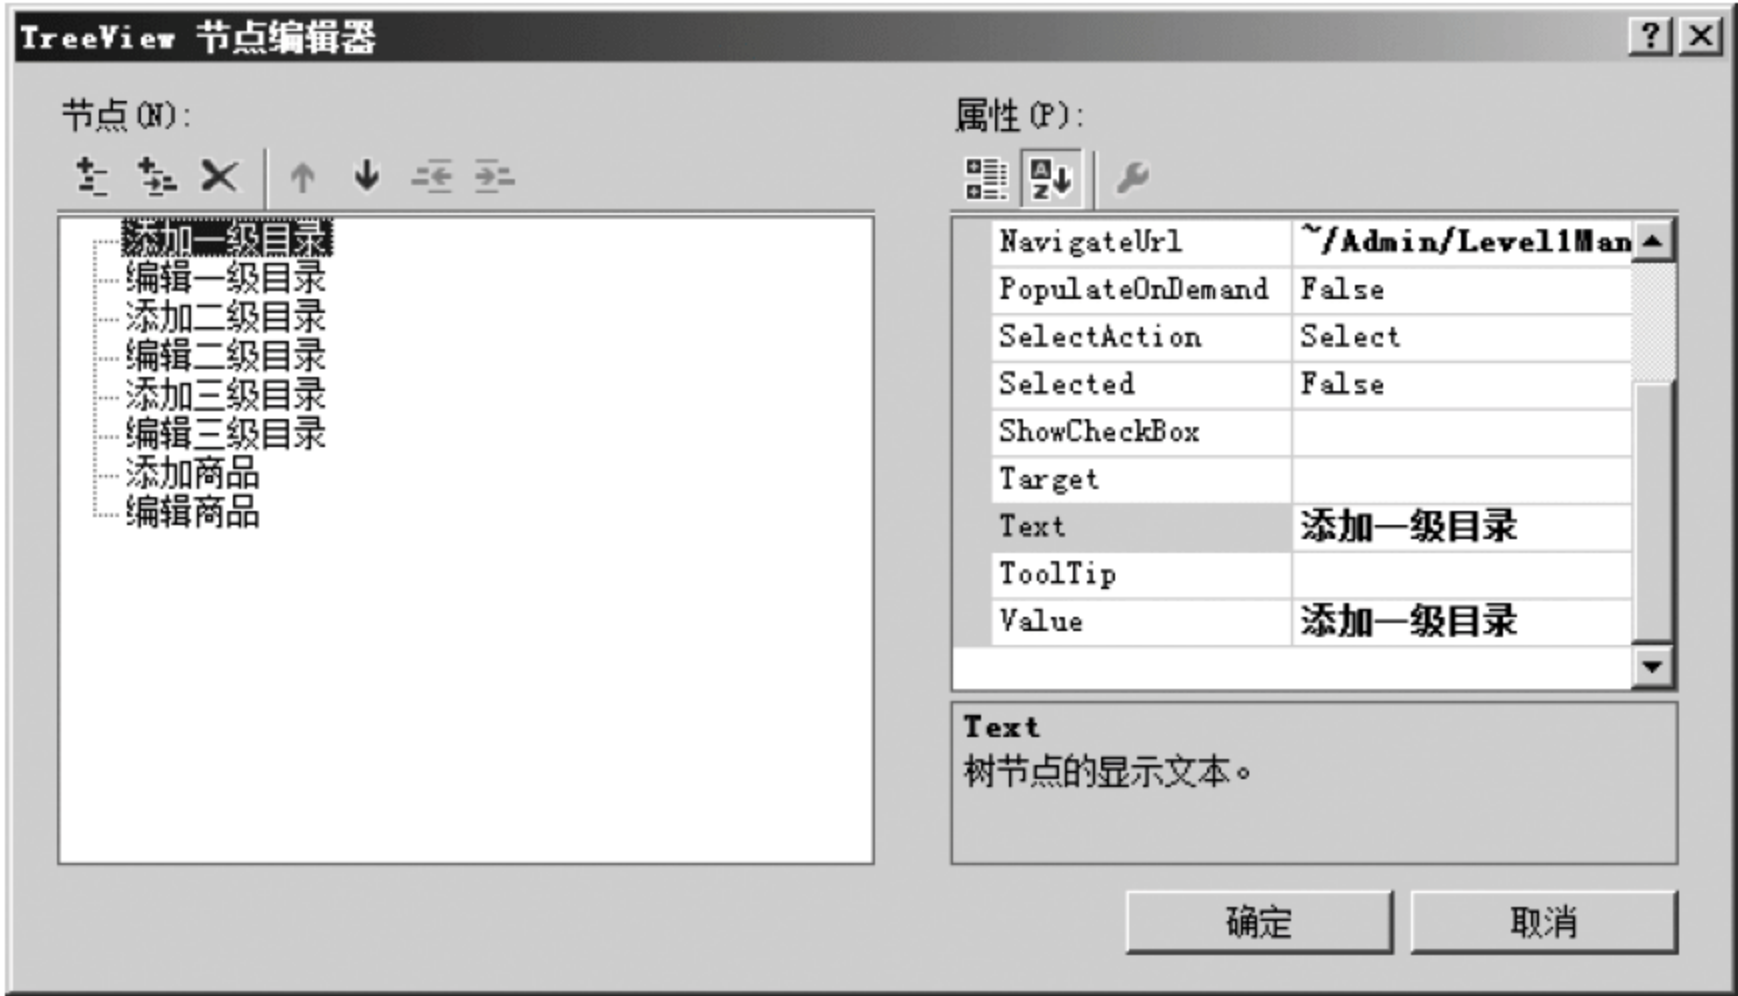 TreeView 节点编辑器
节点(N):
添加一级目录
编辑一级目录
添加二级目录
编辑二级目录
添加三级目录
编辑三级目录
添加商品
编辑商品
属性(P):
NavigateUrl ~/Admin/Level1Man
PopulateOnDemand False
SelectAction Select
Selected False
ShowCheckBox
Target
Text 添加一级目录
ToolTip
Value 添加一级目录
Text
树节点的显示文本。
确定 取消